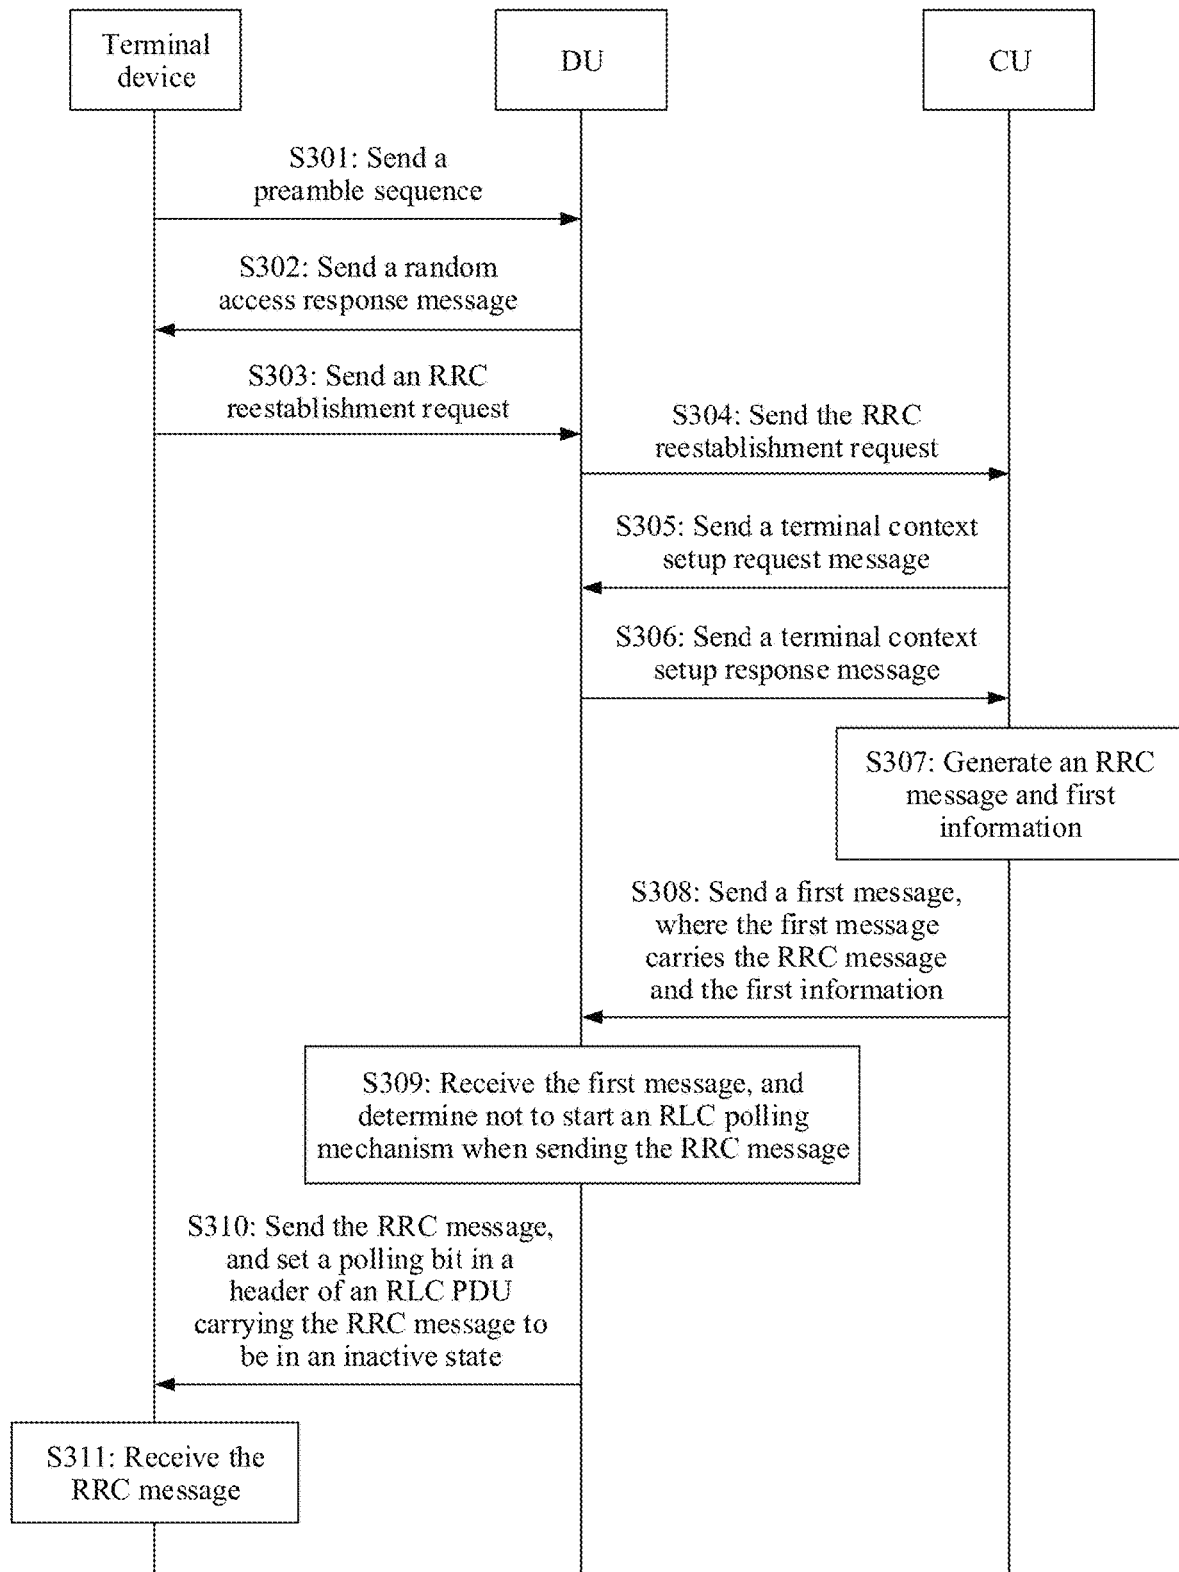 Terminal
device
DU
CU
S301: Send a
preamble sequence
S302: Send a random
access response message
S303: Send an RRC
reestablishment request
S304: Send the RRC
reestablishment request
S305: Send a terminal context
setup request message
S306: Send a terminal context
setup response message
S307: Generate an RRC
message and first
information
S308: Send a first message,
where the first message
carries the RRC message
and the first information
S309: Receive the first message, and
determine not to start an RLC polling
mechanism when sending the RRC message
S310: Send the RRC message,
and set a polling bit in a
header of an RLC PDU
carrying the RRC message to
be in an inactive state
S311: Receive the
RRC message